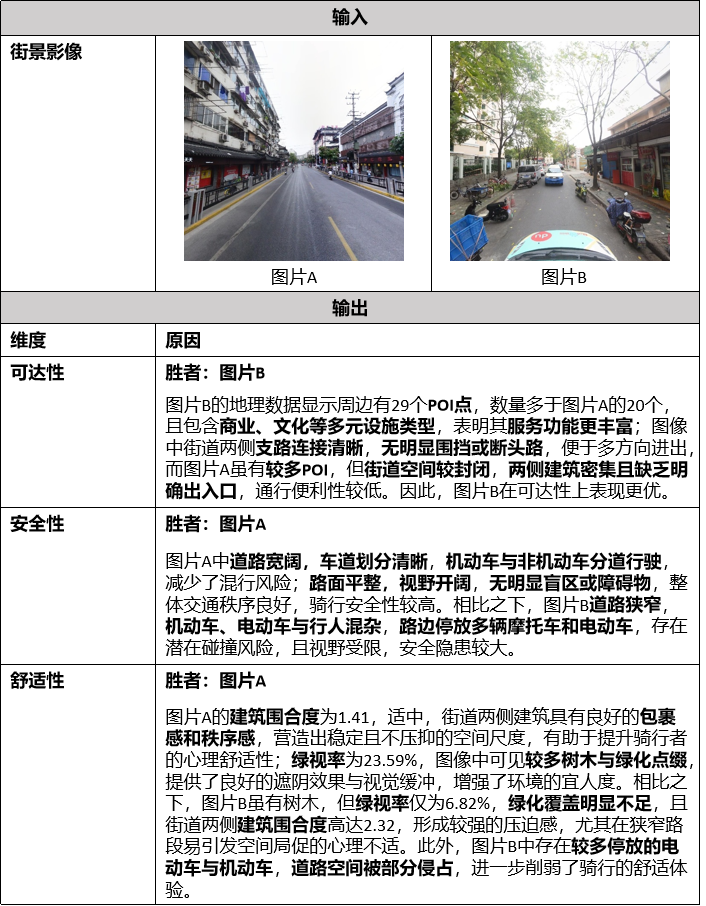 输入
街景影像
图片A
图片B
输出
维度
原因
可达性
胜者：图片B
图片B的地理数据显示周边有29个POI点，数量多于图片A的20个，
且包含商业、文化等多元设施类型，表明其服务功能更丰富；图像
中街道两侧支路连接清晰，无明显围挡或断头路，便于多方向进出，
而图片A虽有较多POI，但街道空间较封闭，两侧建筑密集且缺乏明
确出入口，通行便利性较低。因此，图片B在可达性上表现更优。
安全性
胜者：图片A
图片A中道路宽阔，车道划分清晰，机动车与非机动车分道行驶，
减少了混行风险；路面平整，视野开阔，无明显盲区或障碍物，整
体交通秩序良好，骑行安全性较高。相比之下，图片B道路狭窄，
机动车、电动车与行人混杂，路边停放多辆摩托车和电动车，存在
潜在碰撞风险，且视野受限，安全隐患较大。
舒适性
胜者：图片A
图片A的建筑围合度为1.41，适中，街道两侧建筑具有良好的包裹
感和秩序感，营造出稳定且不压抑的空间尺度，有助于提升骑行者
的心理舒适性；绿视率为23.59%，图像中可见较多树木与绿化点缀，
提供了良好的遮阴效果与视觉缓冲，增强了环境的宜人度。相比之
下，图片B虽有树木，但绿视率仅为6.82%，绿化覆盖明显不足，且
街道两侧建筑围合度高达2.32，形成较强的压迫感，尤其在狭窄路
段易引发空间局促的心理不适。此外，图片B中存在较多停放的电
动车与机动车，道路空间被部分侵占，进一步削弱了骑行的舒适体
验。